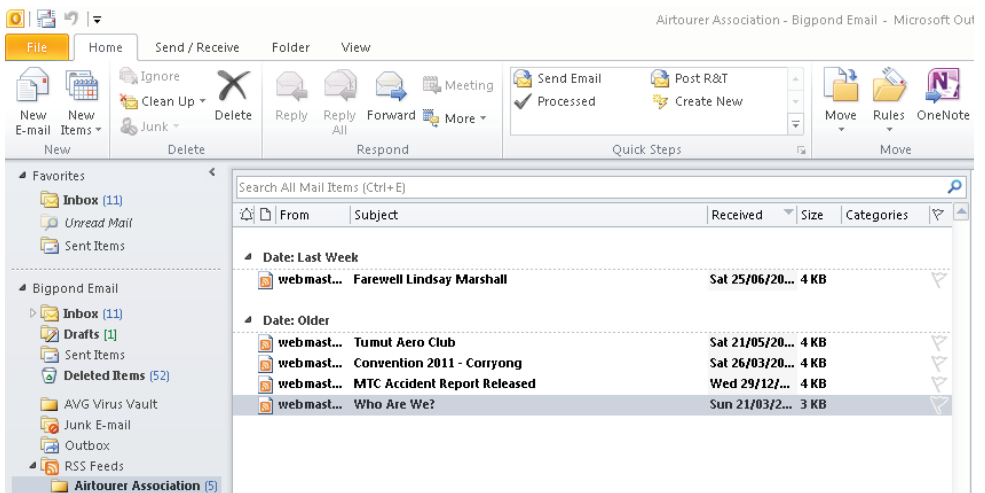 Airtourer Association - Bigpond Email - Microsoft Out
File Home Send / Receive Folder View
New E-mail
New Items
Ignore
Clean Up
Junk
Delete
Reply
Reply All
Forward
Meeting
More
Send Email
Processed
Post R&T
Create New
Move
Rules
OneNote
New Delete Respond Quick Steps Move
Favorites
Inbox (11)
Unread Mail
Sent Items
Bigpond Email
Inbox (11)
Drafts [1]
Sent Items
Deleted Items (52)
AVG Virus Vault
Junk E-mail
Outbox
RSS Feeds
Airtourer Association (5)
Search All Mail Items (Ctrl+E)
From Subject Received Size Categories
Date: Last Week
webmast... Farewell Lindsay Marshall Sat 25/06/20... 4 KB
Date: Older
webmast... Tumut Aero Club Sat 21/05/20... 4 KB
webmast... Convention 2011 - Corryong Sat 26/03/20... 4 KB
webmast... MTC Accident Report Released Wed 29/12/... 4 KB
webmast... Who Are We? Sun 21/03/2... 3 KB